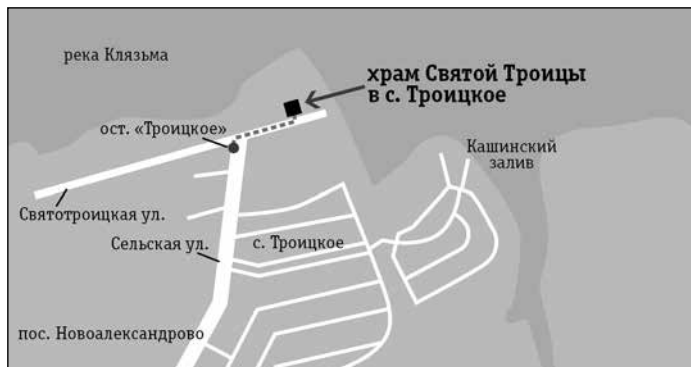 река Клязьма
храм Святой Троицы
в с. Троицкое
ост. «Троицкое»
Кашинский
залив
Святотроицкая ул.
Сельская ул.
с. Троицкое
пос. Новоалександрово